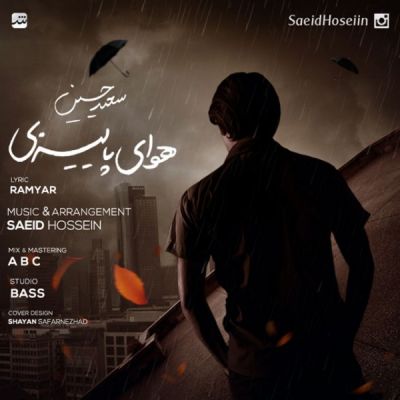 SaeidHoseiin
سعید حسین
هوای پاییزی
LYRIC
RAMYAR
MUSIC & ARRANGEMENT
SAEID HOSSEIN
MIX & MASTERING
A B C
STUDIO
BASS
COVER DESIGN
SHAYAN SAFARNEZHAD